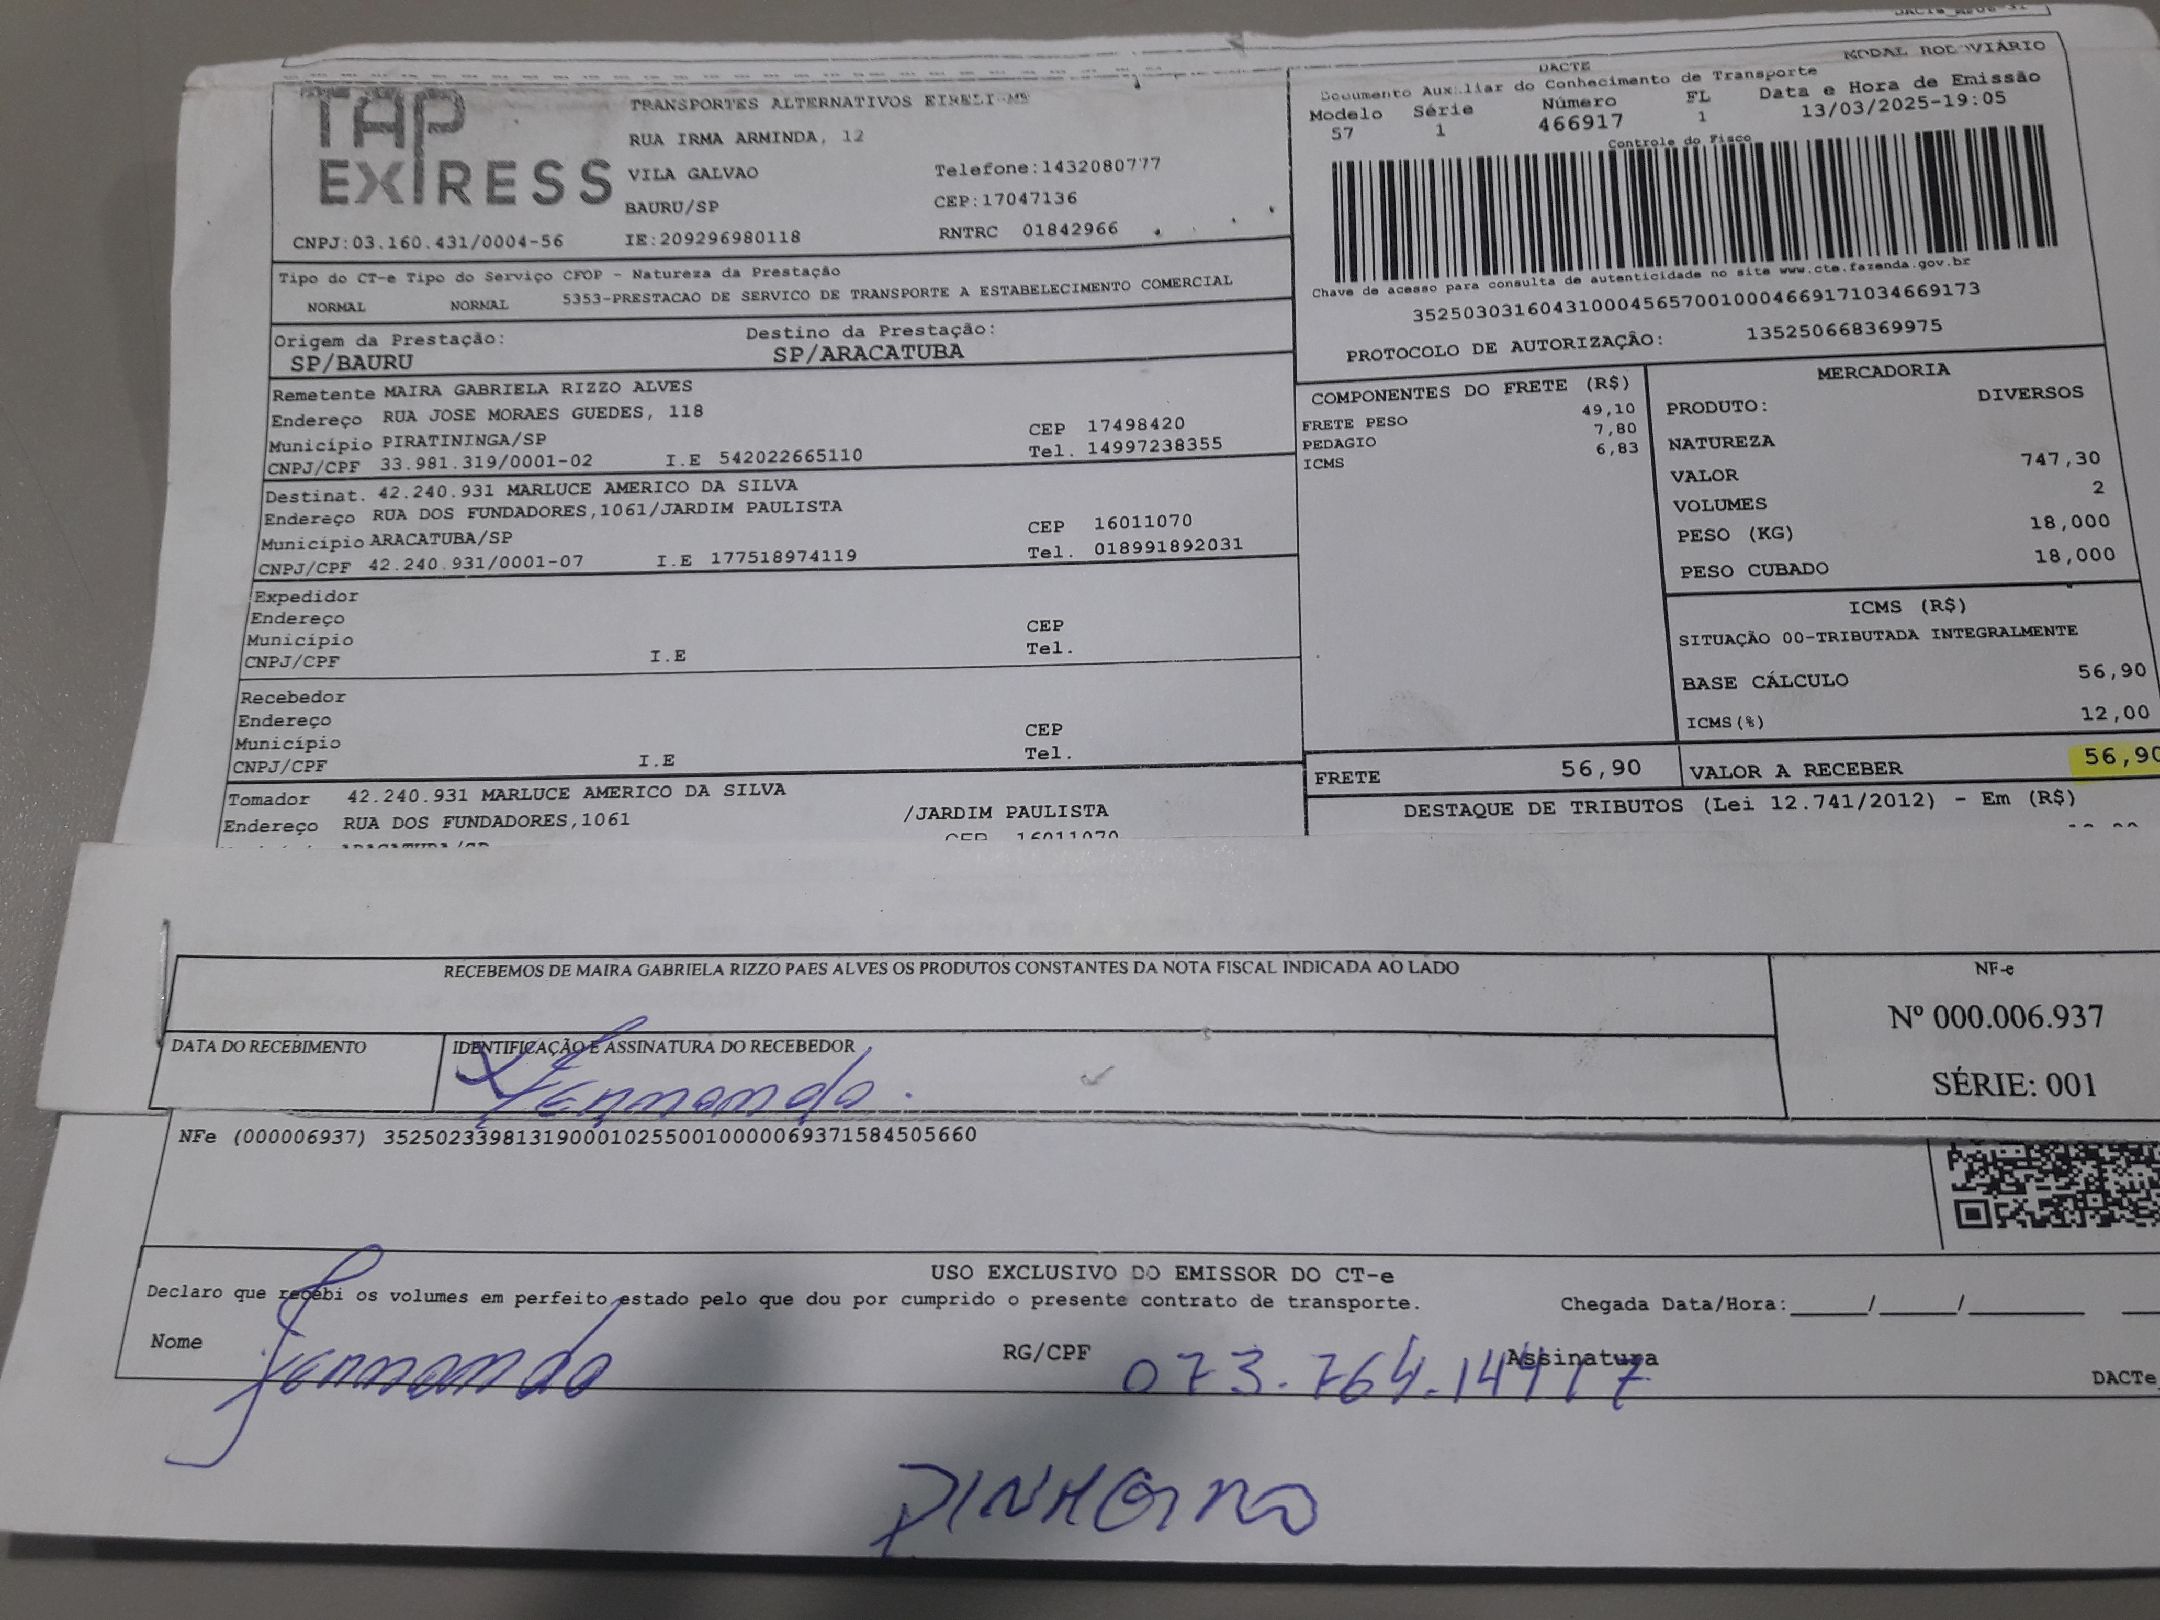 TAP
EXPRESS
TRANSPORTES ALTERNATIVOS EIRELI-ME
RUA IRMA ARMINDA, 12
VILA GALVAO Telefone:1432080777
BAURU/SP CEP:17047136
CNPJ:03.160.431/0004-56 IE:209296980118 RNTRC 01842966
DACTE MODAL RODOVIÁRIO
Documento Auxiliar do Conhecimento de Transporte
Modelo Série Número FL Data e Hora de Emissão
57 1 466917 1 13/03/2025-19:05
Controle do Fisco
Chave de acesso para consulta de autenticidade no site www.cte.fazenda.gov.br
35250303160431000456570010004669171034669173
PROTOCOLO DE AUTORIZAÇÃO: 135250668369975
Tipo do CT-e Tipo do Serviço CFOP - Natureza da Prestação
NORMAL NORMAL 5353-PRESTACAO DE SERVICO DE TRANSPORTE A ESTABELECIMENTO COMERCIAL
Origem da Prestação: Destino da Prestação:
SP/BAURU SP/ARACATUBA
Remetente MAIRA GABRIELA RIZZO ALVES
Endereço RUA JOSE MORAES GUEDES, 118 CEP 17498420
Município PIRATININGA/SP Tel. 14997238355
CNPJ/CPF 33.981.319/0001-02 I.E 542022665110
Destinat. 42.240.931 MARLUCE AMERICO DA SILVA
Endereço RUA DOS FUNDADORES,1061/JARDIM PAULISTA CEP 16011070
Município ARACATUBA/SP Tel. 018991892031
CNPJ/CPF 42.240.931/0001-07 I.E 177518974119
Expedidor
Endereço CEP
Município Tel.
CNPJ/CPF I.E
Recebedor
Endereço CEP
Município Tel.
CNPJ/CPF I.E
Tomador 42.240.931 MARLUCE AMERICO DA SILVA
Endereço RUA DOS FUNDADORES,1061 /JARDIM PAULISTA
CEP 16011070
ARACATUBA/SP
COMPONENTES DO FRETE (R$)
FRETE PESO 49,10
PEDAGIO 7,80
ICMS 6,83
MERCADORIA
PRODUTO: DIVERSOS
NATUREZA
VALOR 747,30
VOLUMES 2
PESO (KG) 18,000
PESO CUBADO 18,000
ICMS (R$)
SITUAÇÃO 00-TRIBUTADA INTEGRALMENTE
BASE CÁLCULO 56,90
ICMS(%) 12,00
FRETE 56,90 VALOR A RECEBER 56,90
DESTAQUE DE TRIBUTOS (Lei 12.741/2012) - Em (R$)
RECEBEMOS DE MAIRA GABRIELA RIZZO PAES ALVES OS PRODUTOS CONSTANTES DA NOTA FISCAL INDICADA AO LADO
NF-e
Nº 000.006.937
SÉRIE: 001
DATA DO RECEBIMENTO IDENTIFICAÇÃO E ASSINATURA DO RECEBEDOR
Fernando.
NFe (000006937) 35250233981319000102550010000069371584505660
USO EXCLUSIVO DO EMISSOR DO CT-e
Declaro que recebi os volumes em perfeito estado pelo que dou por cumprido o presente contrato de transporte. Chegada Data/Hora:______/______/________
Nome Fernando RG/CPF 073.764.144 17 Assinatura
DACTe